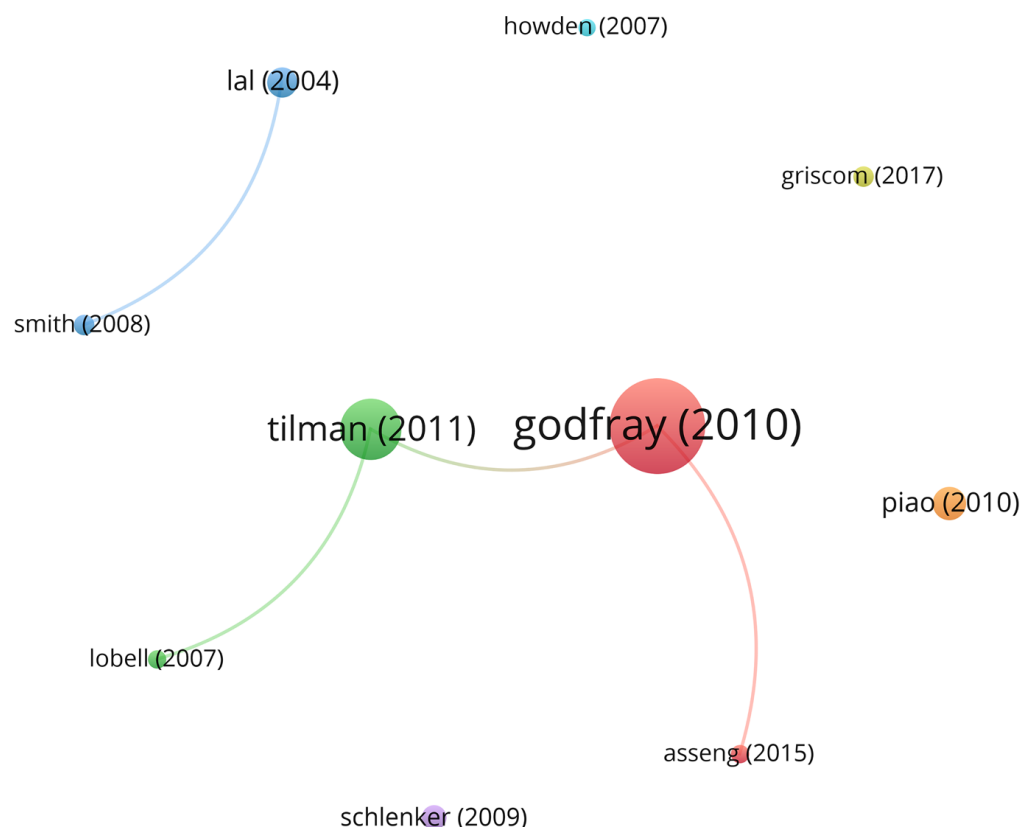 howden (2007)
lal (2004)
griscom (2017)
smith (2008)
tilman (2011)
godfray (2010)
piao (2010)
lobell (2007)
asseng (2015)
schlenker (2009)